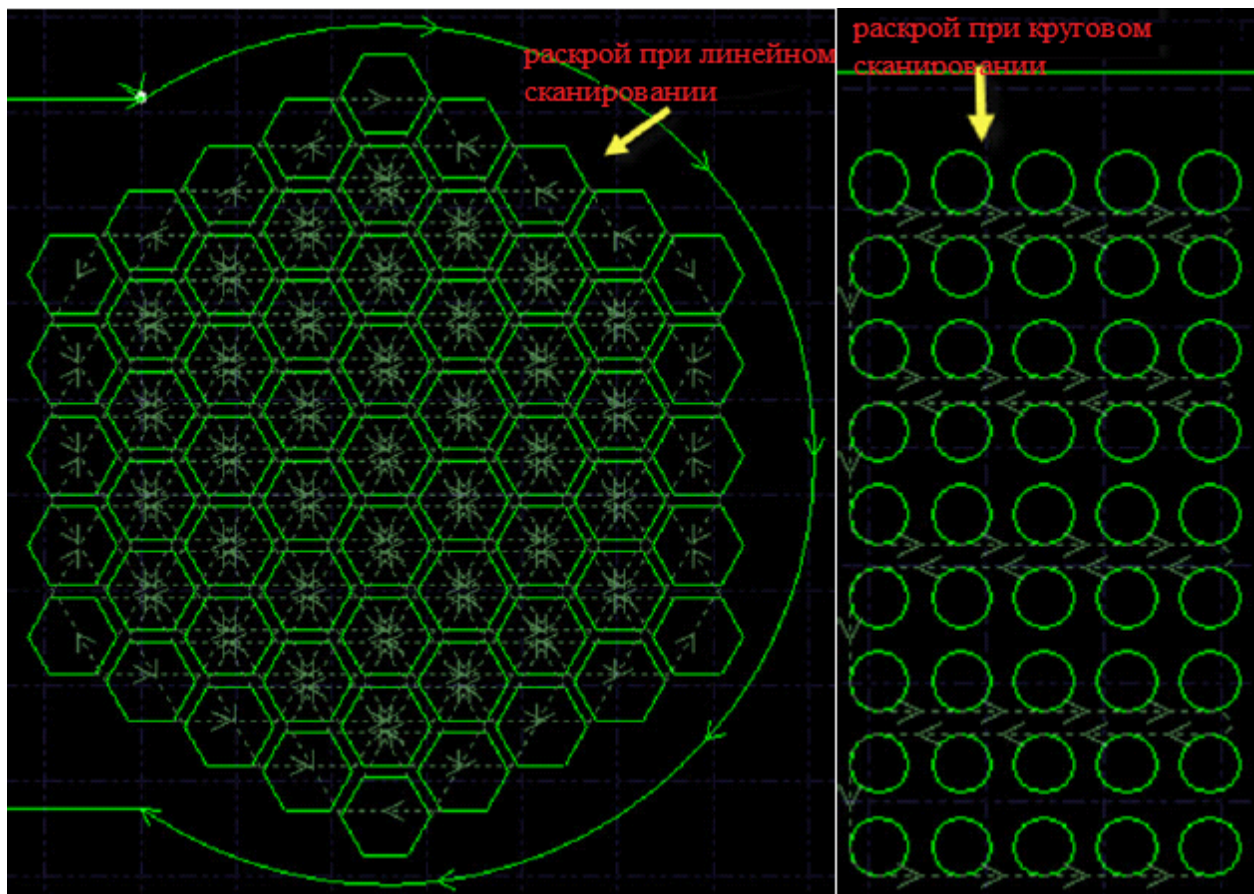 раскрой при линейном
сканировании
раскрой при круговом
сканировании